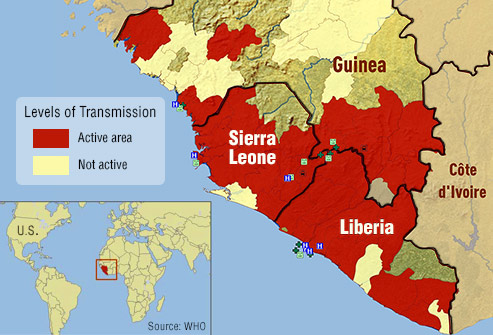 Guinea
Levels of Transmission
Active area
Not active
Sierra
Leone
Côte
d'Ivoire
Liberia
U.S.
Source: WHO